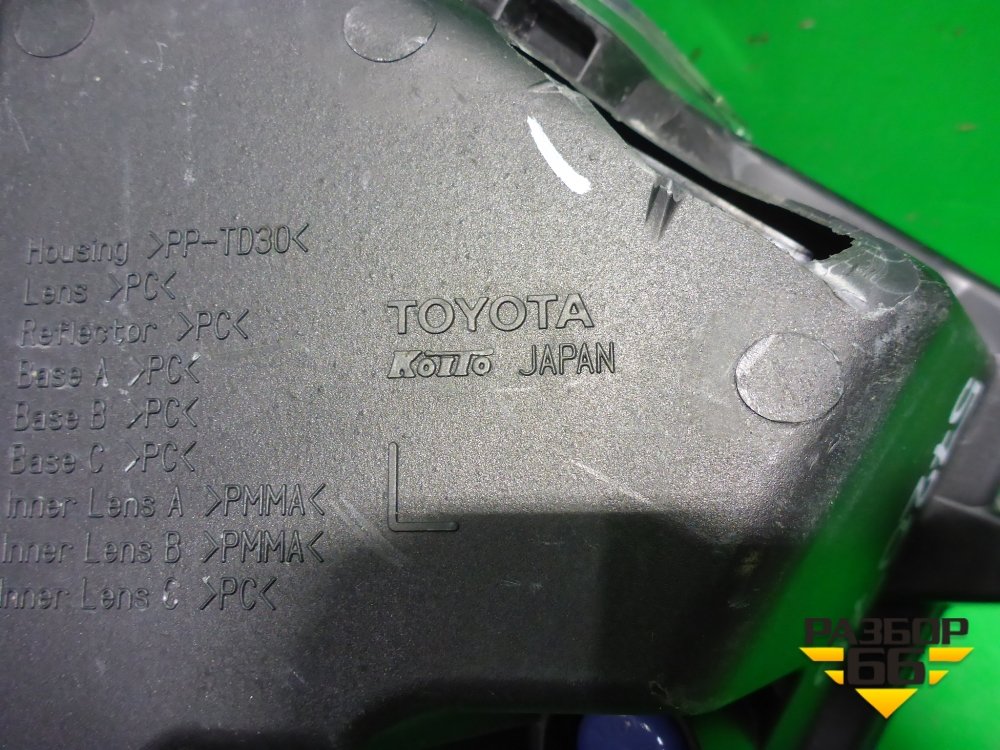 Housing >PP-TD30<
Lens >PC<
Reflector >PC<
Base A >PC<
Base B >PC<
Base C >PC<
Inner Lens A >PMMA<
Inner Lens B >PMMA<
Inner Lens C >PC<
TOYOTA
KOITO JAPAN
L
РАЗБОР
66